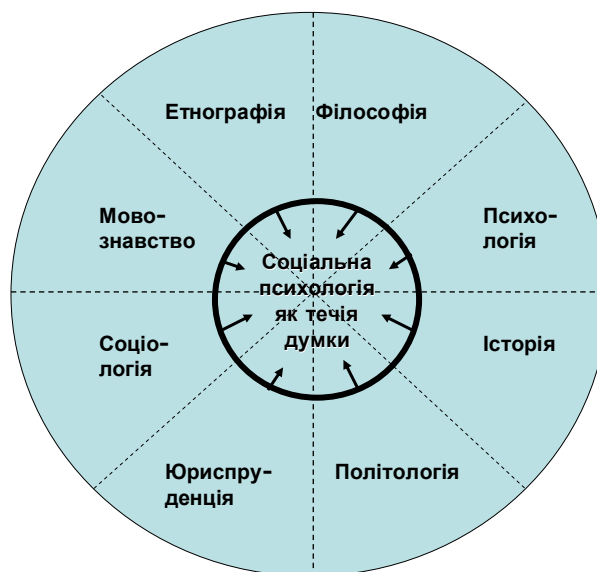 Етнографія
Філософія
Мово-
знавство
Психо-
логія
Соціальна
психологія
як течія
думки
Соціо-
логія
Історія
Юриспру-
денція
Політологія